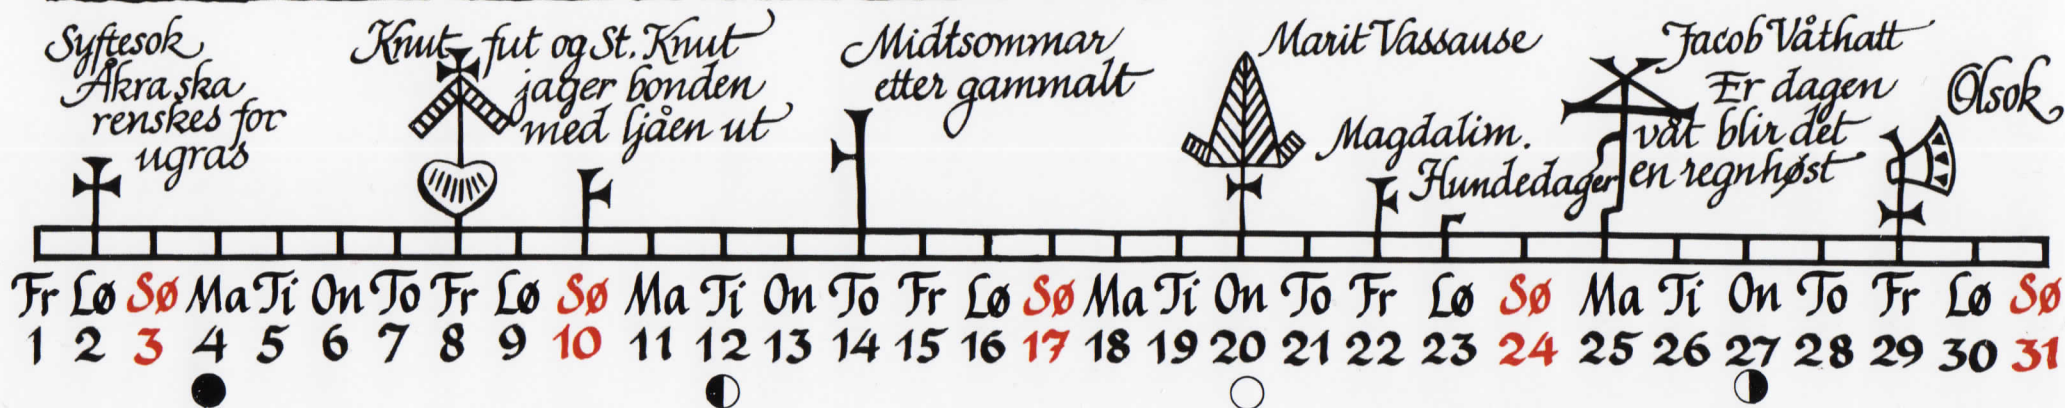 Syftesok
Åkra ska
renskes for
ugras
Knut fut og St. Knut
jager bonden
med ljåen ut
Midtsommar
etter gammalt
Marit Vassause
Magdalim.
Hundedager
Jacob Våthatt
Er dagen
våt blir det
en regnhøst
Olsok
Fr Lø Sø Ma Ti On To Fr Lø Sø Ma Ti On To Fr Lø Sø Ma Ti On To Fr Lø Sø Ma Ti On To Fr Lø Sø
1 2 3 4 5 6 7 8 9 10 11 12 13 14 15 16 17 18 19 20 21 22 23 24 25 26 27 28 29 30 31